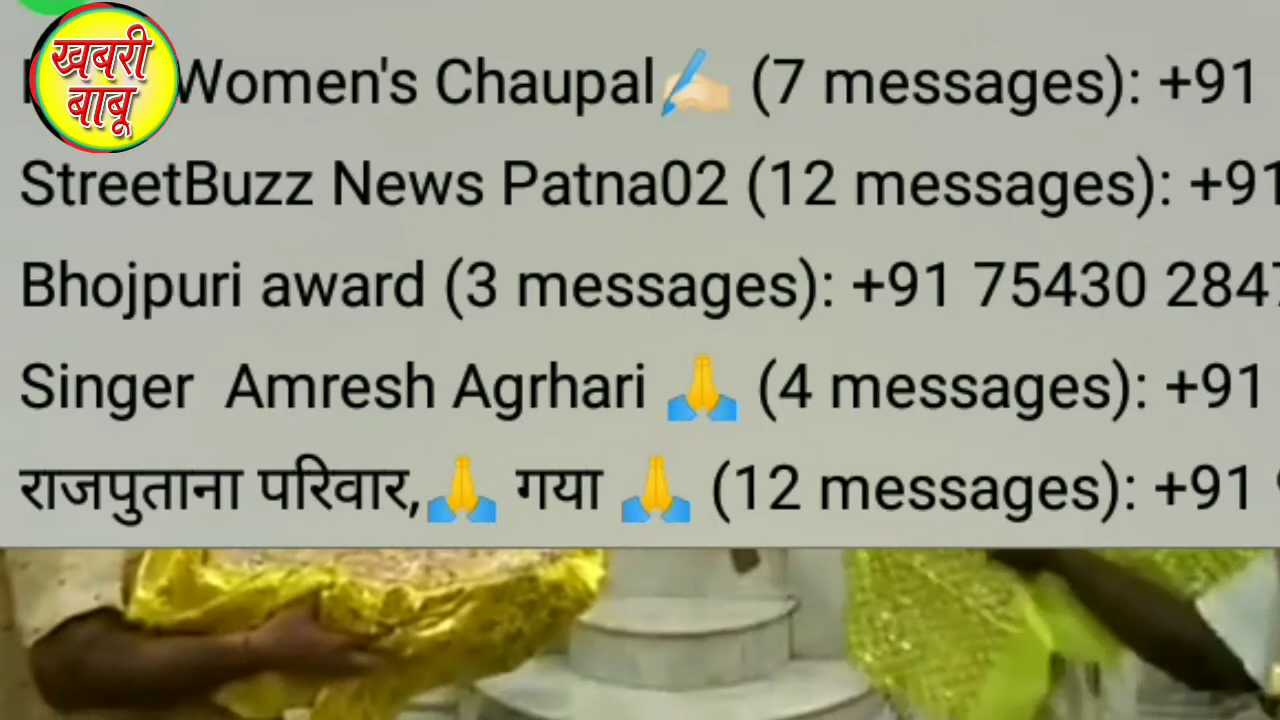 खबरी
बाबू
Women's Chaupal✍🏻 (7 messages): +91
StreetBuzz News Patna02 (12 messages): +91
Bhojpuri award (3 messages): +91 75430 2847
Singer Amresh Agrhari 🙏 (4 messages): +91
राजपुताना परिवार,🙏 गया 🙏 (12 messages): +91